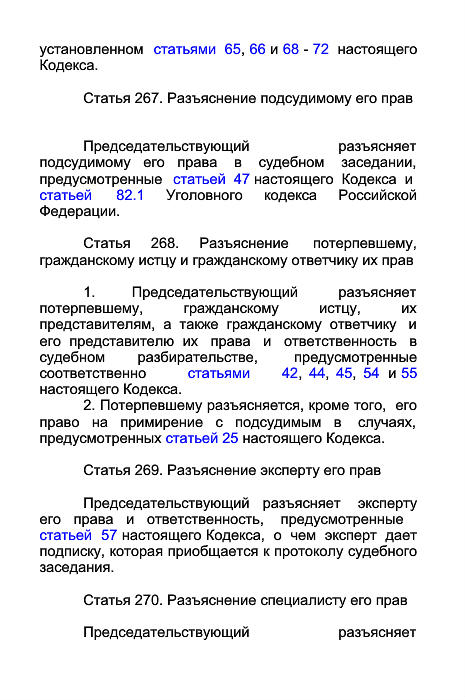 установленном статьями 65, 66 и 68 - 72 настоящего
Кодекса.
Статья 267. Разъяснение подсудимому его прав
Председательствующий разъясняет
подсудимому его права в судебном заседании,
предусмотренные статьей 47 настоящего Кодекса и
статьей 82.1 Уголовного кодекса Российской
Федерации.
Статья 268. Разъяснение потерпевшему,
гражданскому истцу и гражданскому ответчику их прав
1. Председательствующий разъясняет
потерпевшему, гражданскому истцу, их
представителям, а также гражданскому ответчику и
его представителю их права и ответственность в
судебном разбирательстве, предусмотренные
соответственно статьями 42, 44, 45, 54 и 55
настоящего Кодекса.
2. Потерпевшему разъясняется, кроме того, его
право на примирение с подсудимым в случаях,
предусмотренных статьей 25 настоящего Кодекса.
Статья 269. Разъяснение эксперту его прав
Председательствующий разъясняет эксперту
его права и ответственность, предусмотренные
статьей 57 настоящего Кодекса, о чем эксперт дает
подписку, которая приобщается к протоколу судебного
заседания.
Статья 270. Разъяснение специалисту его прав
Председательствующий разъясняет